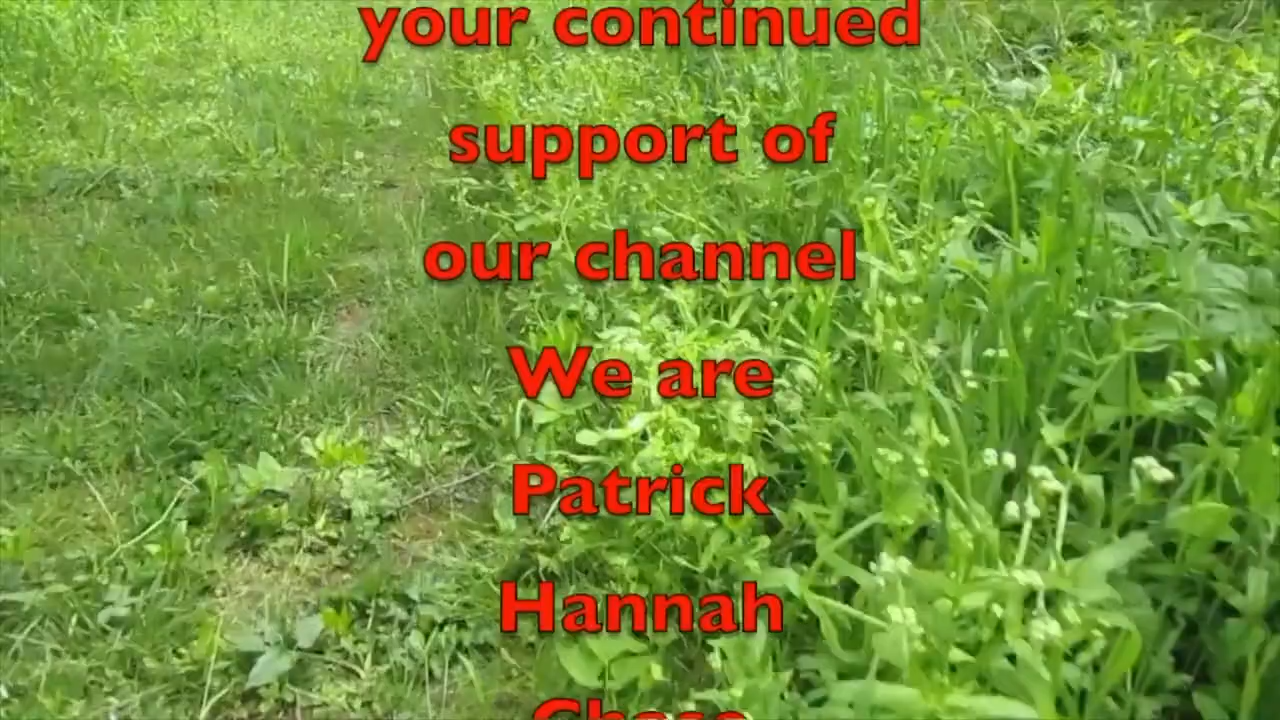 your continued
support of
our channel
We are
Patrick
Hannah